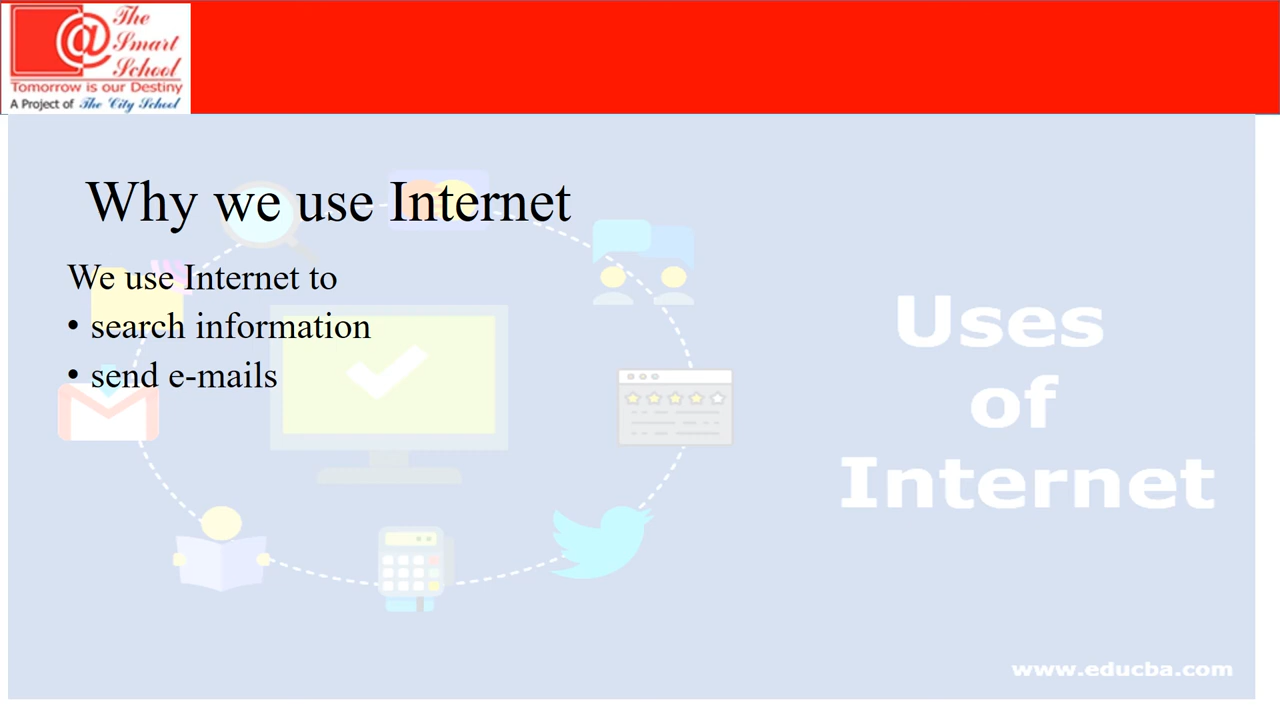 The
Smart
School
@
Tomorrow is our Destiny
A Project of The City School
Why we use Internet
We use Internet to
• search information
• send e-mails
Uses
of
Internet
www.educba.com